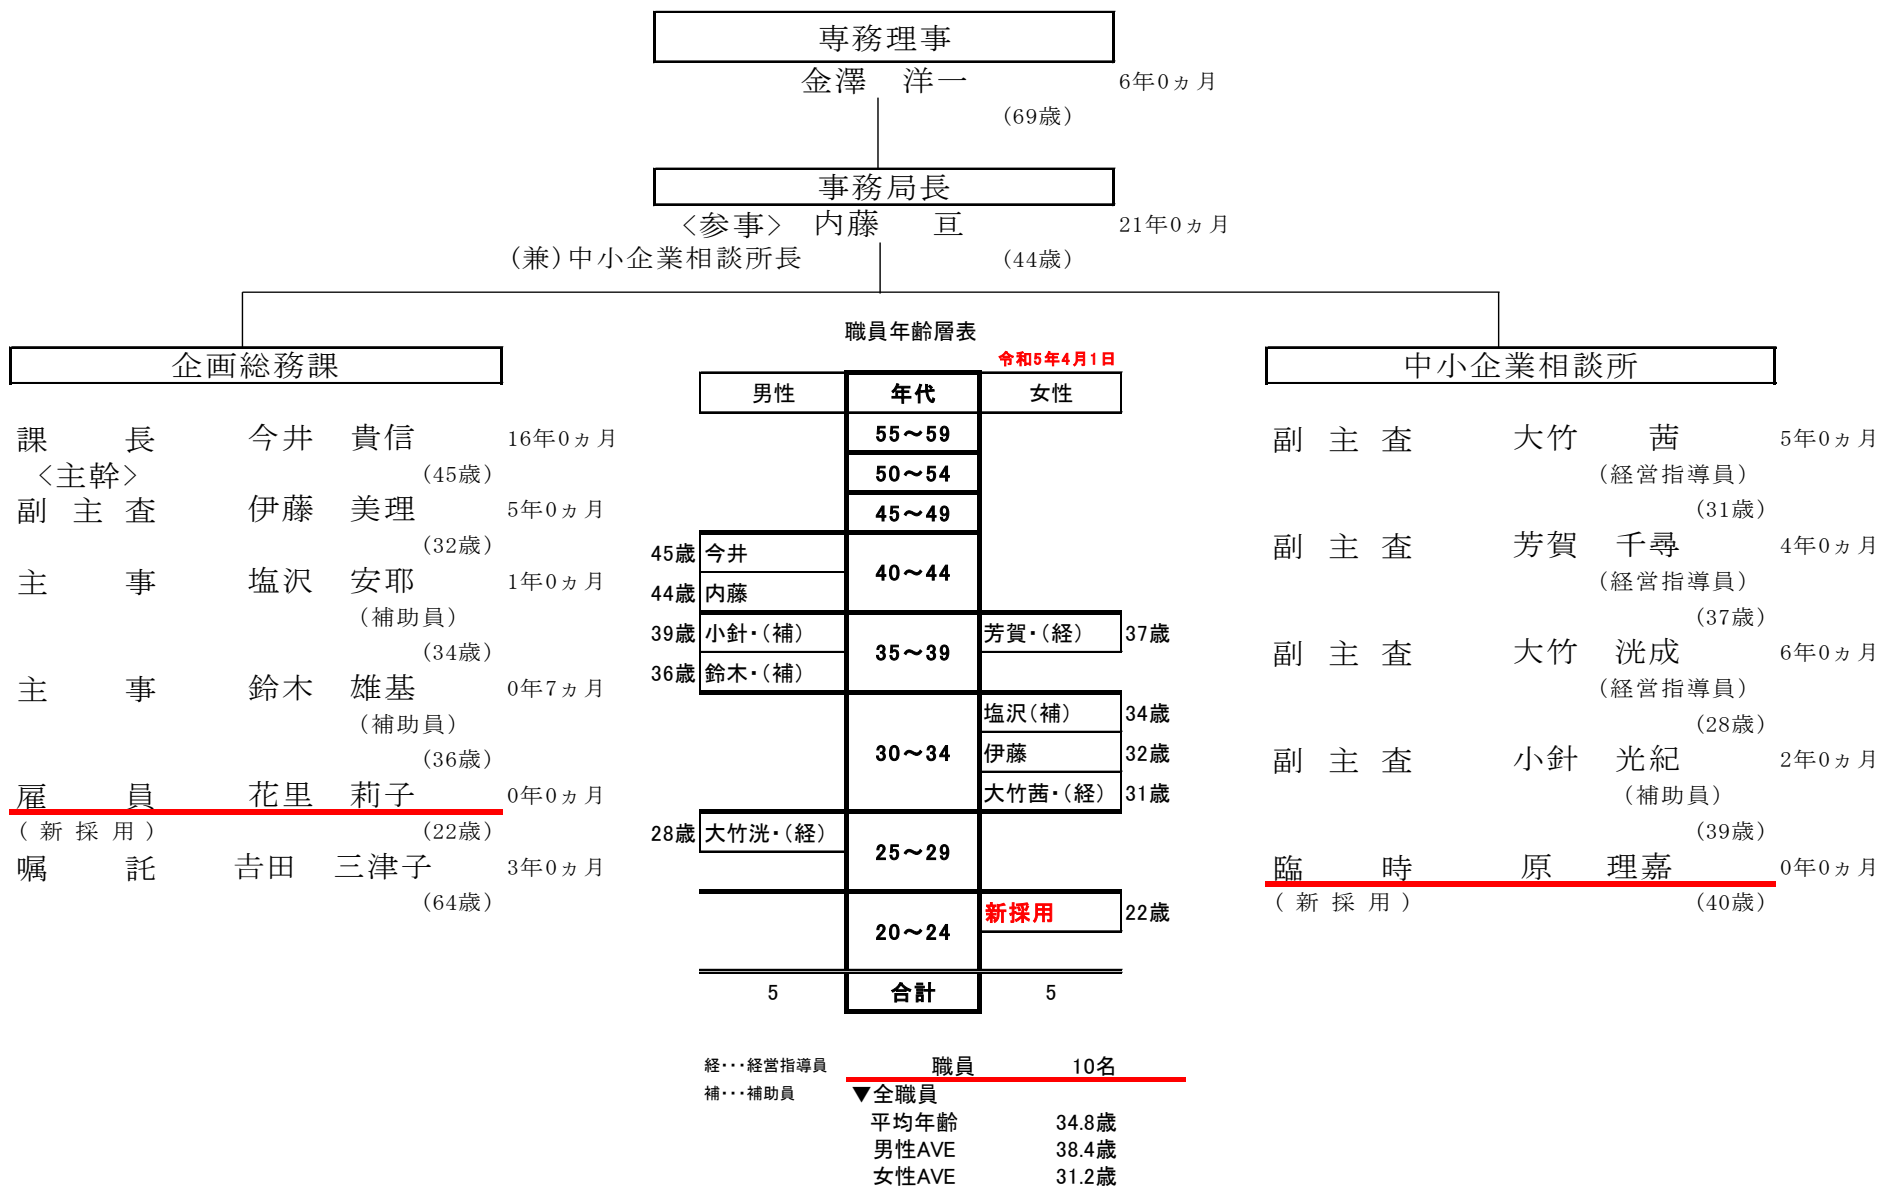 専務理事
金澤　洋一　6年0ヵ月
(69歳)
事務局長
<参事>　内藤　亘　21年0ヵ月
(兼)中小企業相談所長　(44歳)
企画総務課
課　長　今井　貴信　16年0ヵ月
<主幹>　(45歳)
副主査　伊藤　美理　5年0ヵ月
(32歳)
主　事　塩沢　安耶　1年0ヵ月
(補助員)
(34歳)
主　事　鈴木　雄基　0年7ヵ月
(補助員)
(36歳)
雇　員　花里　莉子　0年0ヵ月
(新採用)　(22歳)
嘱　託　𠮷田　三津子　3年0ヵ月
(64歳)
職員年齢層表
令和5年4月1日
男性　年代　女性
55～59
50～54
45～49
45歳 今井
40～44
44歳 内藤
39歳 小針・(補)　芳賀・(経) 37歳
35～39
36歳 鈴木・(補)
塩沢(補) 34歳
30～34　伊藤 32歳
大竹茜・(経) 31歳
28歳 大竹洸・(経)
25～29
新採用 22歳
20～24
5　合計　5
経・・・経営指導員　職員　10名
補・・・補助員　▼全職員
平均年齢　34.8歳
男性AVE　38.4歳
女性AVE　31.2歳
中小企業相談所
副主査　大竹　茜　5年0ヵ月
(経営指導員)
(31歳)
副主査　芳賀　千尋　4年0ヵ月
(経営指導員)
(37歳)
副主査　大竹　洸成　6年0ヵ月
(経営指導員)
(28歳)
副主査　小針　光紀　2年0ヵ月
(補助員)
(39歳)
臨　時　原　理嘉　0年0ヵ月
(新採用)　(40歳)